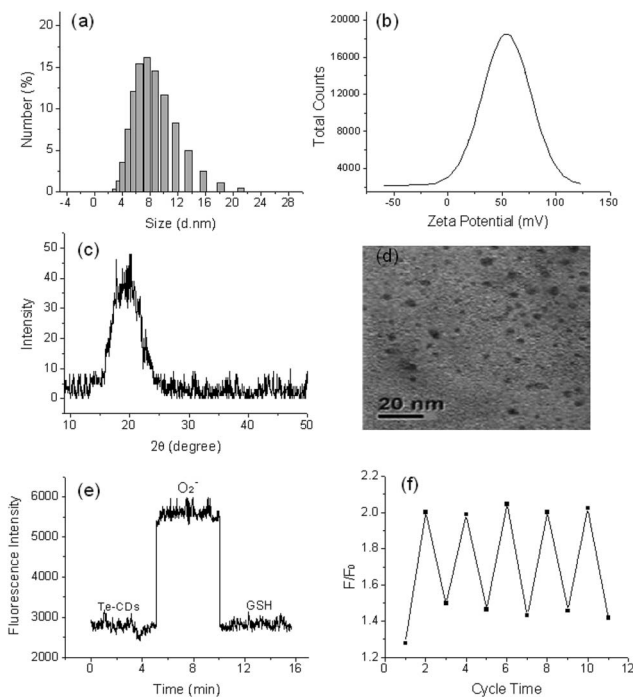 (a)
Number (%)
20
15
10
5
0
-4 0 4 8 12 16 20 24 28
Size (d.nm)
(b)
Total Counts
20000
16000
12000
8000
4000
-50 0 50 100 150
Zeta Potential (mV)
(c)
Intensity
50
40
30
20
10
0
10 20 30 40 50
2θ (degree)
(d)
20 nm
(e)
Fluorescence Intensity
6000
5000
4000
3000
2000
O₂⁻
Te-CDs
GSH
0 4 8 12 16
Time (min)
(f)
F/F₀
2.2
2.0
1.8
1.6
1.4
1.2
0 2 4 6 8 10 12
Cycle Time